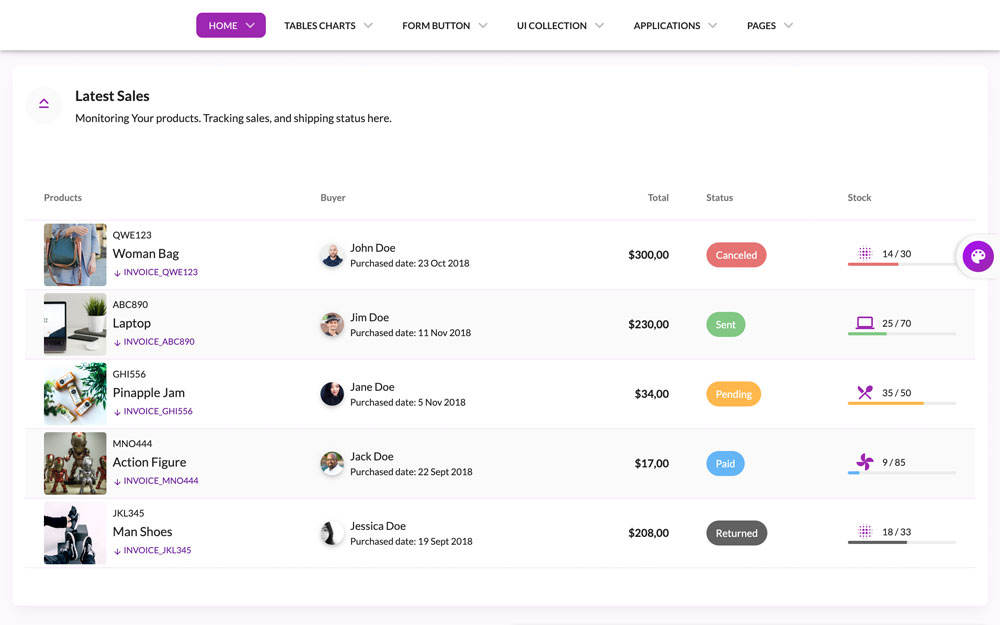 HOME TABLES CHARTS FORM BUTTON UI COLLECTION APPLICATIONS PAGES
Latest Sales
Monitoring Your products. Tracking sales, and shipping status here.
Products Buyer Total Status Stock
QWE123
Woman Bag
INVOICE_QWE123
John Doe
Purchased date: 23 Oct 2018
$300,00
Canceled
14 / 30
ABC890
Laptop
INVOICE_ABC890
Jim Doe
Purchased date: 11 Nov 2018
$230,00
Sent
25 / 70
GHI556
Pinapple Jam
INVOICE_GHI556
Jane Doe
Purchased date: 5 Nov 2018
$34,00
Pending
35 / 50
MNO444
Action Figure
INVOICE_MNO444
Jack Doe
Purchased date: 22 Sept 2018
$17,00
Paid
9 / 85
JKL345
Man Shoes
INVOICE_JKL345
Jessica Doe
Purchased date: 19 Sept 2018
$208,00
Returned
18 / 33